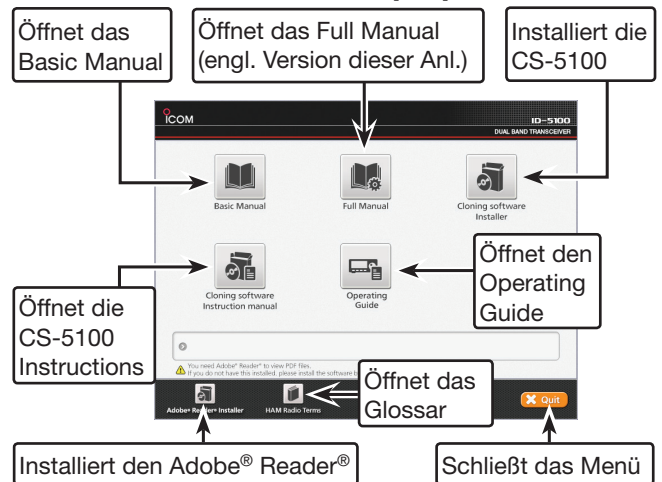 Öffnet das
Basic Manual
Öffnet das Full Manual
(engl. Version dieser Anl.)
Installiert die
CS-5100
ICOM
ID-5100
DUAL BAND TRANSCEIVER
Basic Manual
Full Manual
Cloning software
Installer
Cloning software
Instruction manual
Operating
Guide
Öffnet den
Operating
Guide
Öffnet die
CS-5100
Instructions
You need Adobe® Reader® to view PDF files.
If you do not have this installed, please install the software
Öffnet das
Glossar
Adobe® Reader® Installer
HAM Radio Terms
Quit
Installiert den Adobe® Reader®
Schließt das Menü